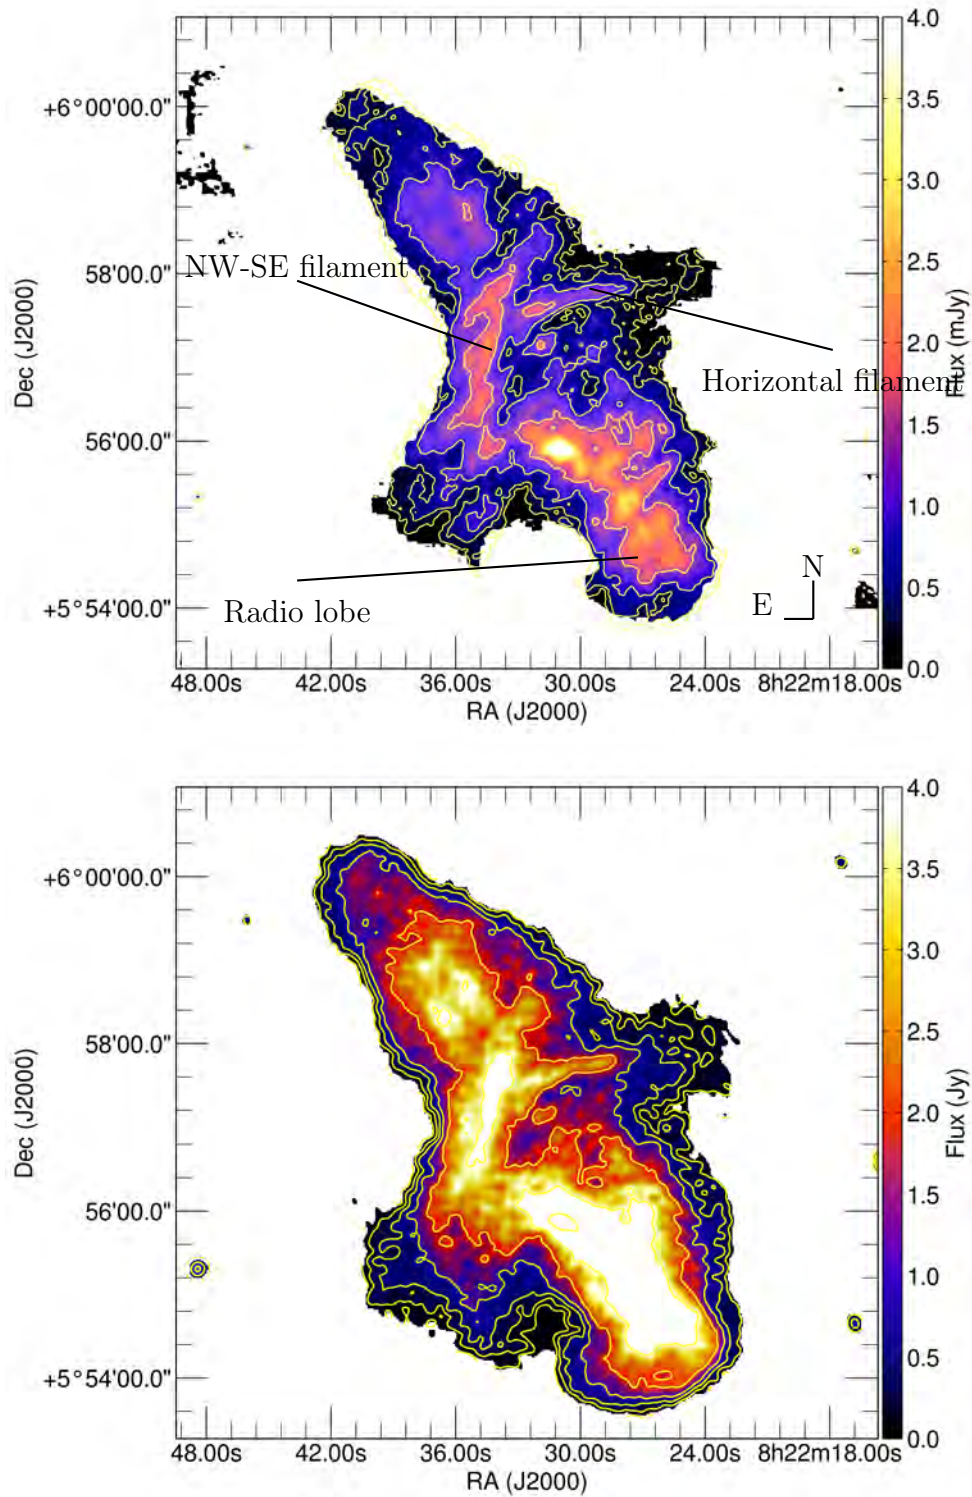 4.0
+6°00'00.0"
3.5
3.0
58'00.0"
NW-SE filament
2.5
Dec (J2000)
2.0
Flux (mJy)
Horizontal filament
1.5
56'00.0"
1.0
N
0.5
E
Radio lobe
+5°54'00.0"
0.0
48.00s 42.00s 36.00s 30.00s 24.00s 8h22m18.00s
RA (J2000)
4.0
+6°00'00.0"
3.5
3.0
58'00.0"
2.5
Dec (J2000)
2.0
Flux (Jy)
1.5
56'00.0"
1.0
0.5
+5°54'00.0"
0.0
48.00s 42.00s 36.00s 30.00s 24.00s 8h22m18.00s
RA (J2000)